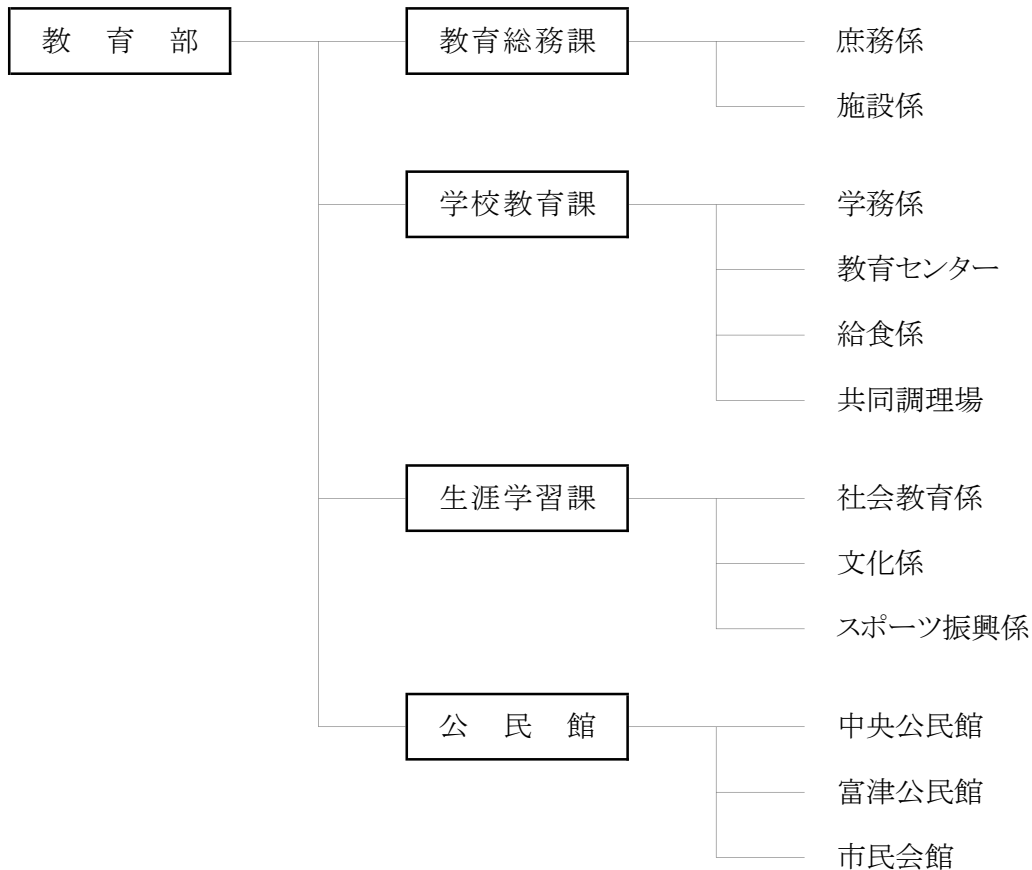 教育部
教育総務課
庶務係
施設係
学校教育課
学務係
教育センター
給食係
共同調理場
生涯学習課
社会教育係
文化係
スポーツ振興係
公民館
中央公民館
富津公民館
市民会館